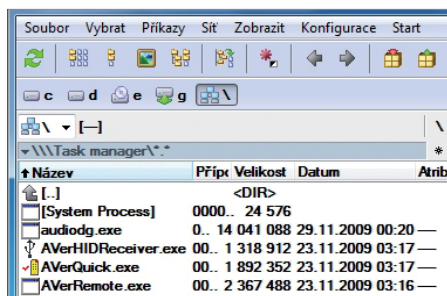 Soubor Vybrat Příkazy Síť Zobrazit Konfigurace Start
c d e g \
\ [—] \
\\\Task manager\*.* *
Název Přípo Velikost Datum Atrib
[..] <DIR>
[System Process] 0000.. 24 576
audiodg.exe 0.. 14 041 088 29.11.2009 00:20 —
AVerHIDReceiver.exe 00.. 1 318 912 23.11.2009 03:17 —
AVerQuick.exe 00.. 1 892 352 23.11.2009 03:17 —
AVerRemote.exe 00.. 2 367 488 23.11.2009 03:16 —